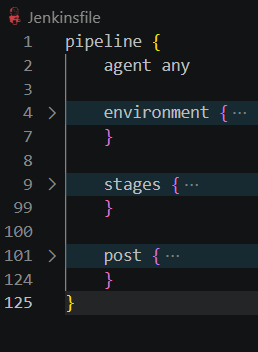 Jenkinsfile
1 pipeline {
2 agent any
3
4 environment {...
7 }
8
9 stages {...
99 }
100
101 post {...
124 }
125 }